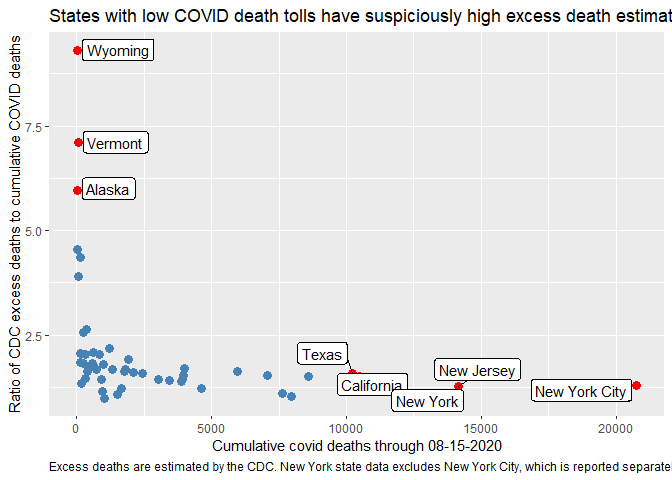 States with low COVID death tolls have suspiciously high excess death estimat
Ratio of CDC excess deaths to cumulative COVID deaths
7.5
5.0
2.5
Wyoming
Vermont
Alaska
Texas
California
New Jersey
New York
New York City
0
5000
10000
15000
20000
Cumulative covid deaths through 08-15-2020
Excess deaths are estimated by the CDC. New York state data excludes New York City, which is reported separate